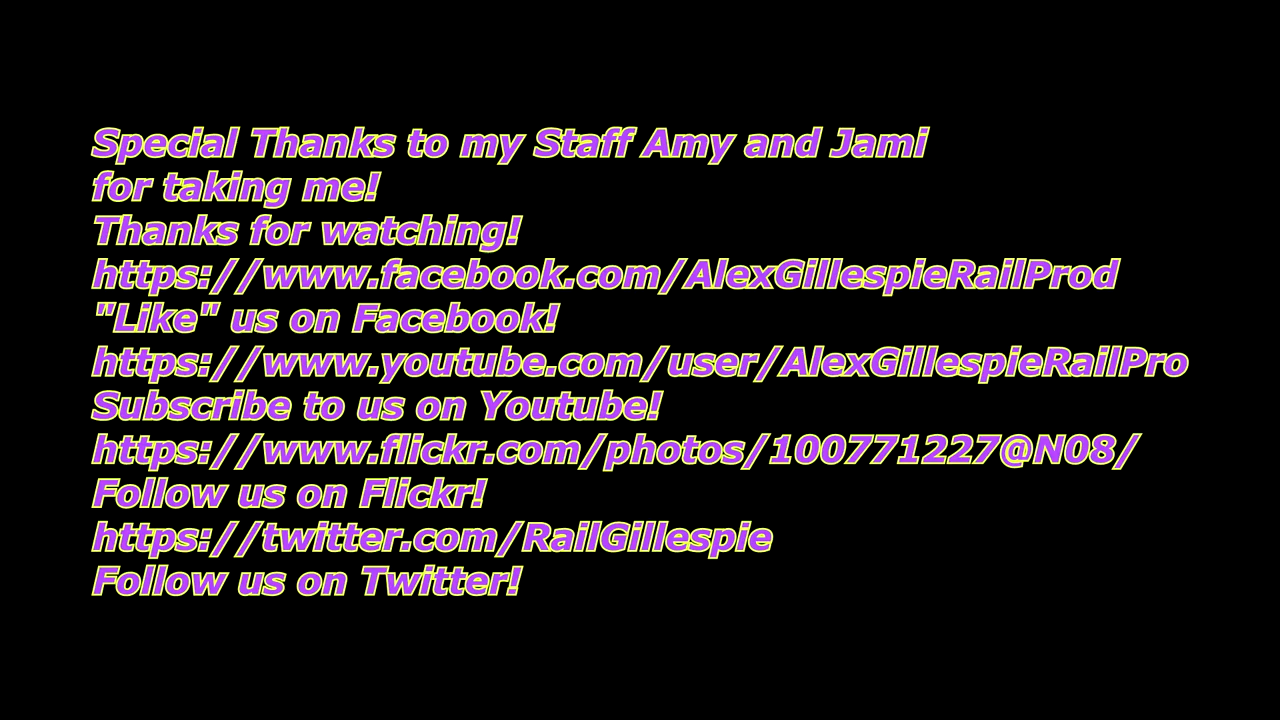 Special Thanks to my Staff Amy and Jami
for taking me!
Thanks for watching!
https://www.facebook.com/AlexGillespieRailProd
"Like" us on Facebook!
https://www.youtube.com/user/AlexGillespieRailPro
Subscribe to us on Youtube!
https://www.flickr.com/photos/100771227@N08/
Follow us on Flickr!
https://twitter.com/RailGillespie
Follow us on Twitter!